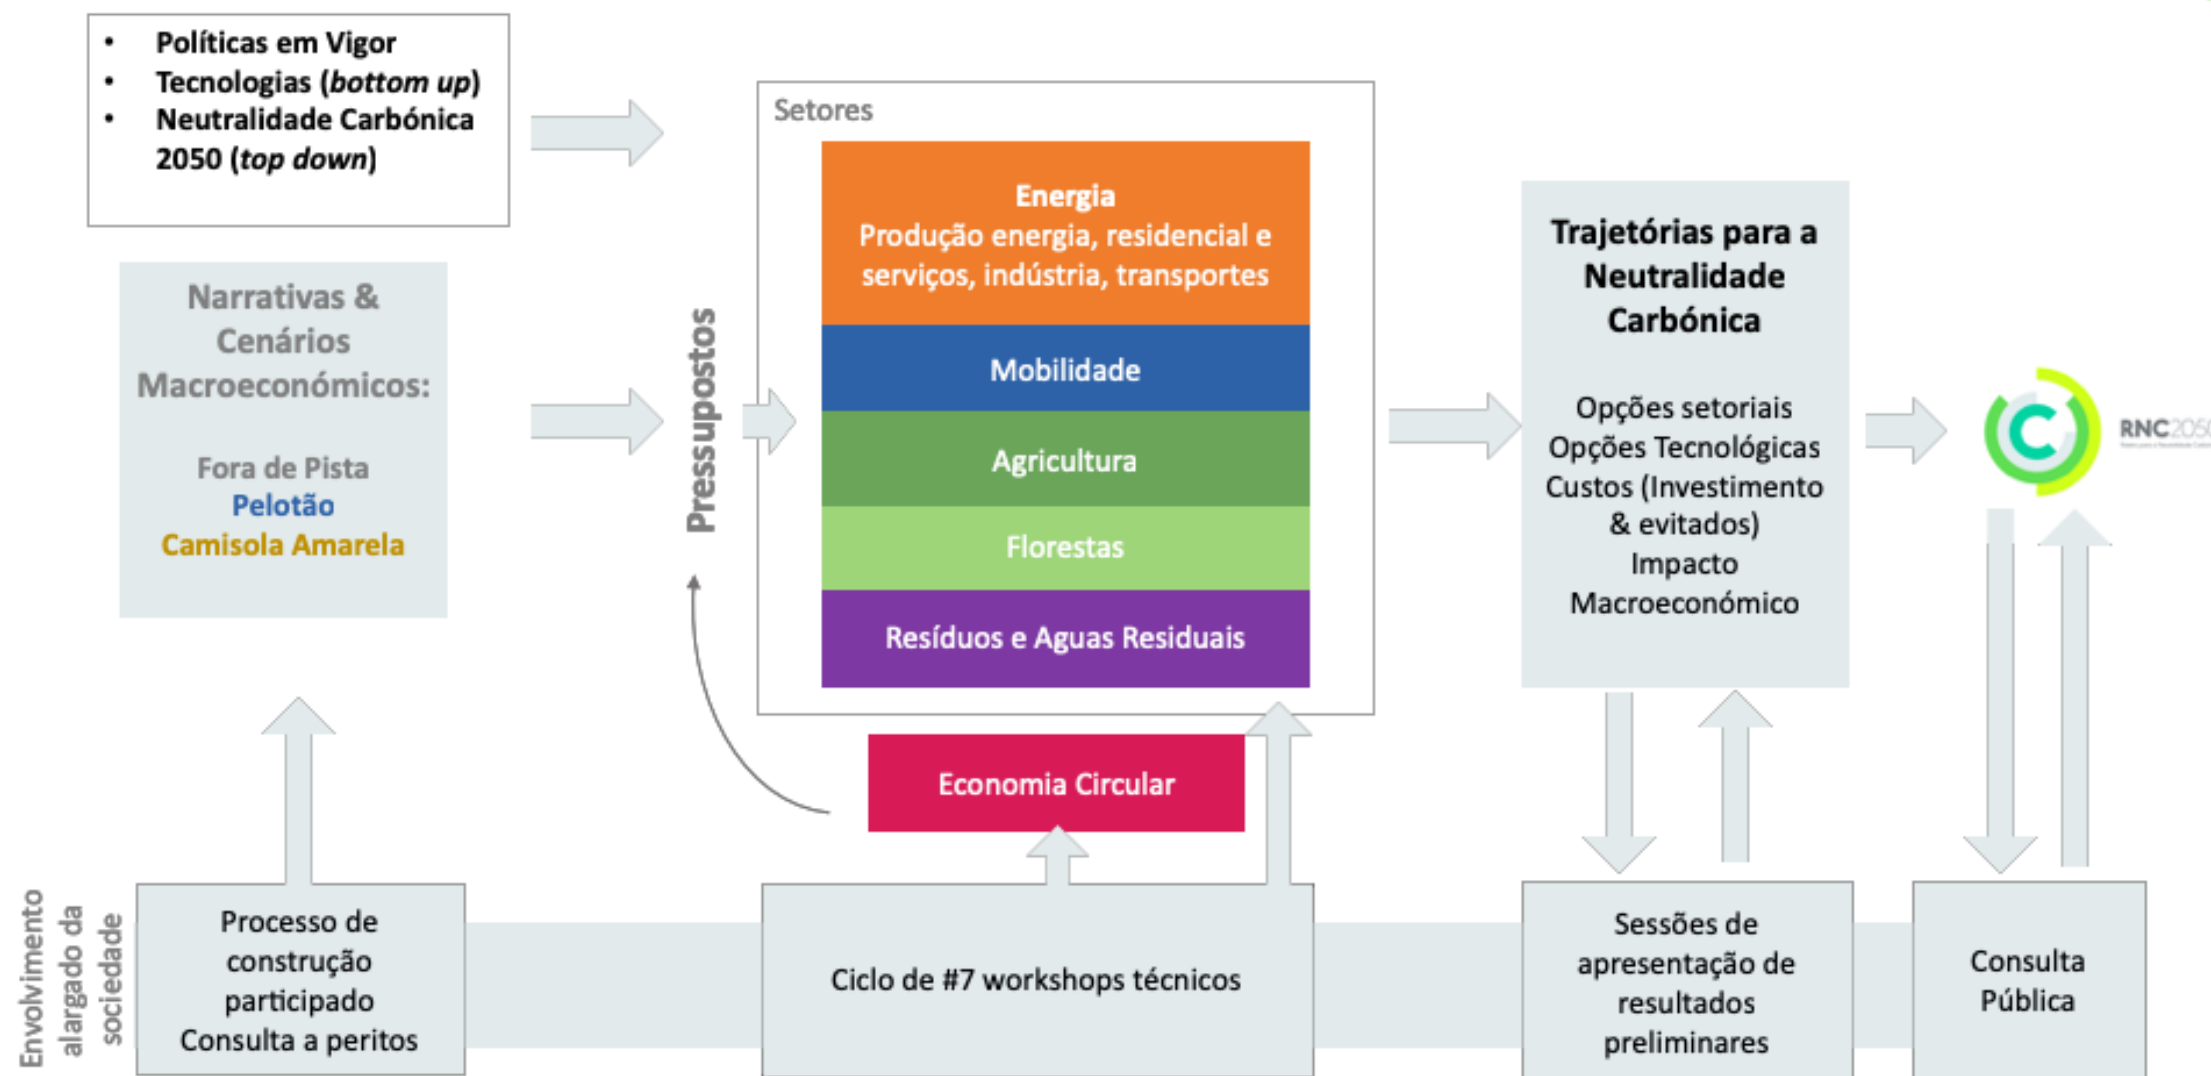 • Políticas em Vigor
• Tecnologias (bottom up)
• Neutralidade Carbónica
2050 (top down)
Narrativas &
Cenários
Macroeconómicos:
Fora de Pista
Pelotão
Camisola Amarela
Pressupostos
Setores
Energia
Produção energia, residencial e
serviços, indústria, transportes
Mobilidade
Agricultura
Florestas
Resíduos e Aguas Residuais
Economia Circular
Trajetórias para a
Neutralidade
Carbónica
Opções setoriais
Opções Tecnológicas
Custos (Investimento
& evitados)
Impacto
Macroeconómico
RNC2050
Envolvimento
alargado da
sociedade
Processo de
construção
participado
Consulta a peritos
Ciclo de #7 workshops técnicos
Sessões de
apresentação de
resultados
preliminares
Consulta
Pública